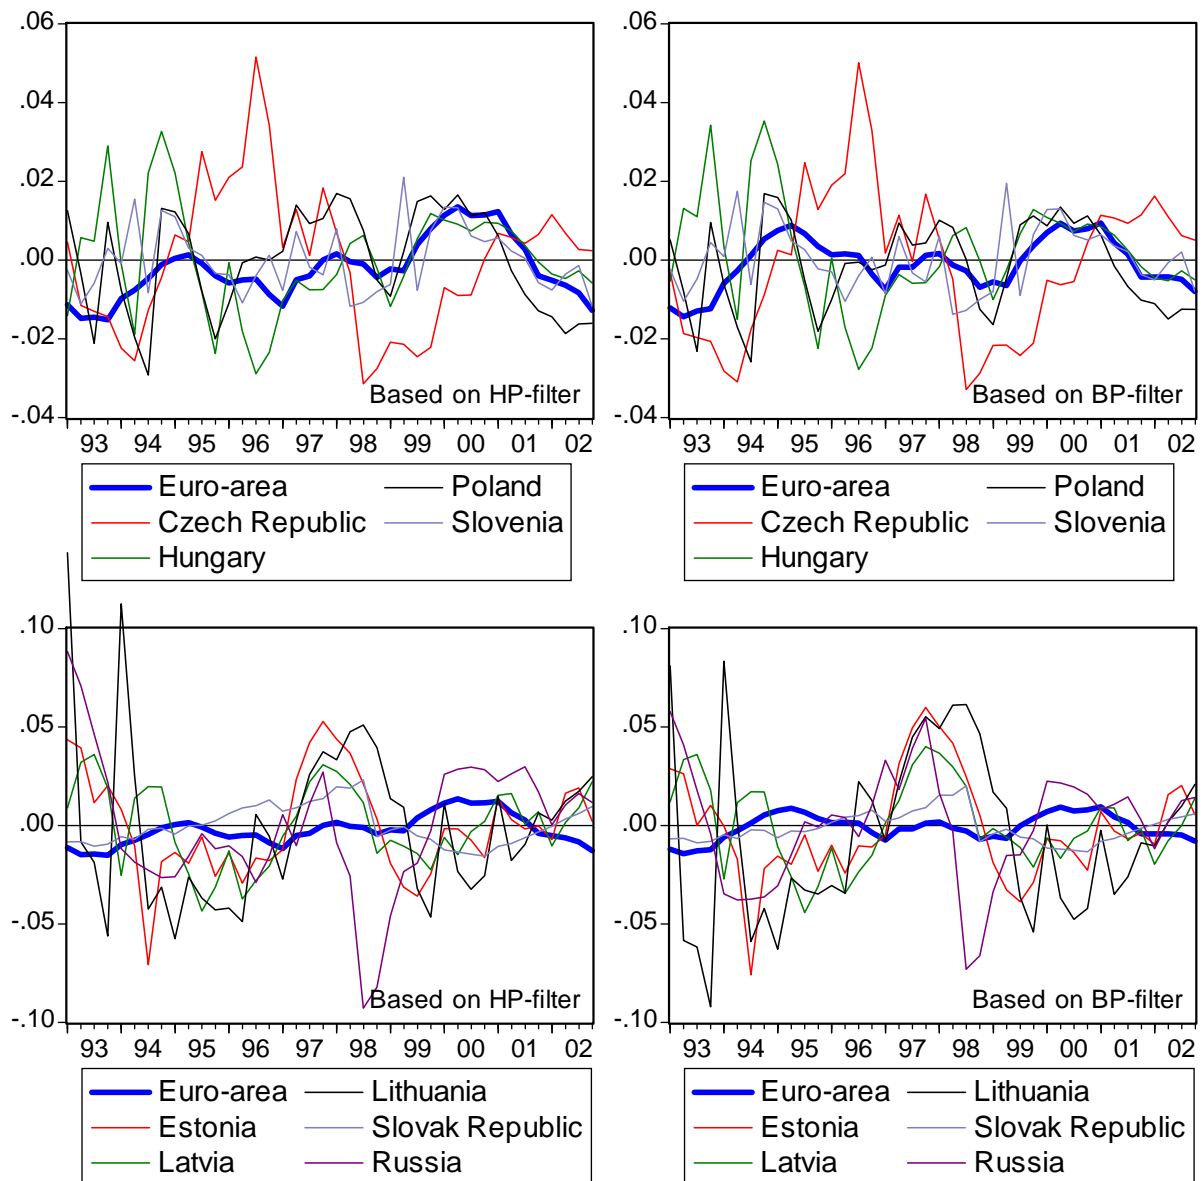 .06
.04
.02
.00
-.02
-.04
Based on HP-filter
93 94 95 96 97 98 99 00 01 02
Euro-area Poland
Czech Republic Slovenia
Hungary
.06
.04
.02
.00
-.02
-.04
Based on BP-filter
93 94 95 96 97 98 99 00 01 02
Euro-area Poland
Czech Republic Slovenia
Hungary
.10
.05
.00
-.05
-.10
Based on HP-filter
93 94 95 96 97 98 99 00 01 02
Euro-area Lithuania
Estonia Slovak Republic
Latvia Russia
.10
.05
.00
-.05
-.10
Based on BP-filter
93 94 95 96 97 98 99 00 01 02
Euro-area Lithuania
Estonia Slovak Republic
Latvia Russia